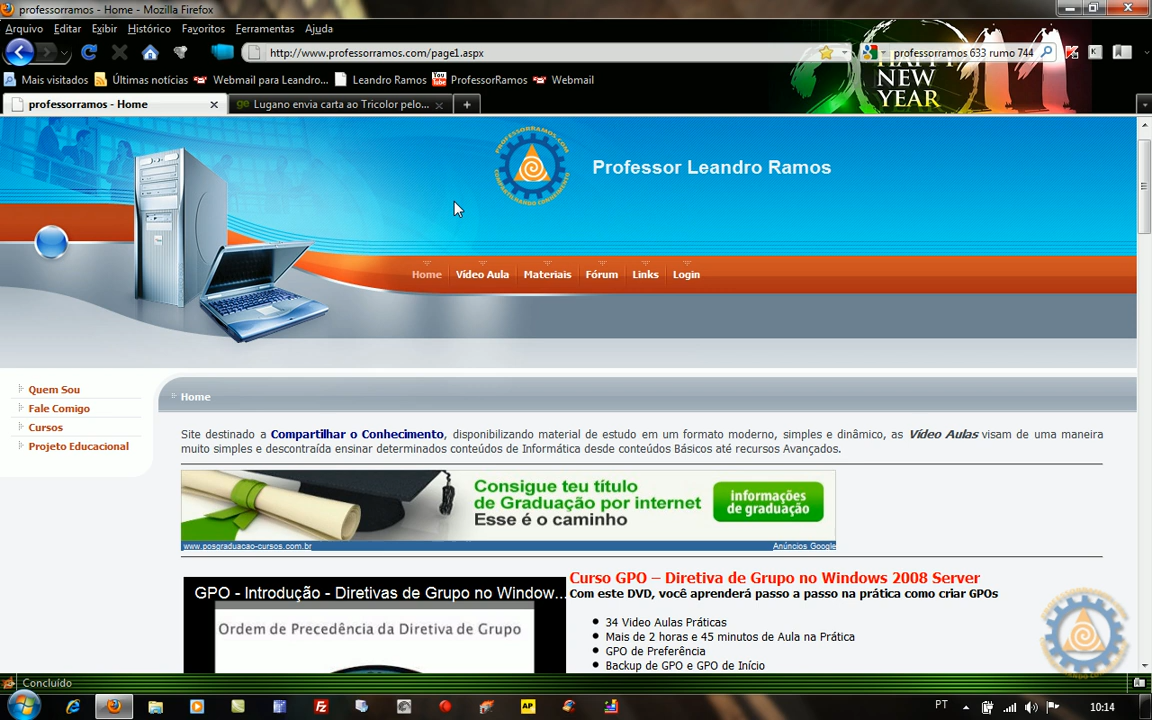 professorramos - Home - Mozilla Firefox
Arquivo Editar Exibir Histórico Favoritos Ferramentas Ajuda
http://www.professorramos.com/page1.aspx
professorramos 633 rumo 744
Mais visitados Últimas notícias Webmail para Leandro... Leandro Ramos You Tube ProfessorRamos Webmail
NEW
YEAR
professorramos - Home Lugano envia carta ao Tricolor pelo...
PROFESSORRAMOS.COM
COMPARTILHANDO CONHECIMENTO
Professor Leandro Ramos
Home Vídeo Aula Materiais Fórum Links Login
Quem Sou
Fale Comigo
Cursos
Projeto Educacional
Home
Site destinado a Compartilhar o Conhecimento, disponibilizando material de estudo em um formato moderno, simples e dinâmico, as Vídeo Aulas visam de uma maneira
muito simples e descontraída ensinar determinados conteúdos de Informática desde conteúdos Básicos até recursos Avançados.
Consigue teu título
de Graduação por internet
Esse é o caminho
informações
de graduação
www.posgraduacao-cursos.com.br Anúncios Google
GPO - Introdução - Diretivas de Grupo no Window...
Ordem de Precedência da Diretiva de Grupo
Curso GPO – Diretiva de Grupo no Windows 2008 Server
Com este DVD, você aprenderá passo a passo na prática como criar GPOs
34 Video Aulas Práticas
Mais de 2 horas e 45 minutos de Aula na Prática
GPO de Preferência
Backup de GPO e GPO de Início
Concluído
AP
PT 10:14